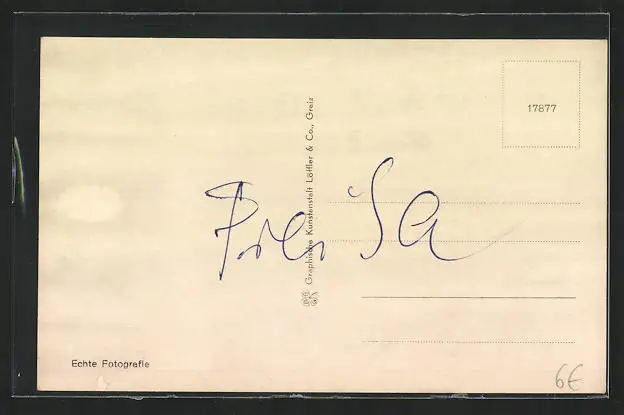 17877
Graphische Kunstanstalt Löffler & Co., Greiz
Echte Fotografie
6€